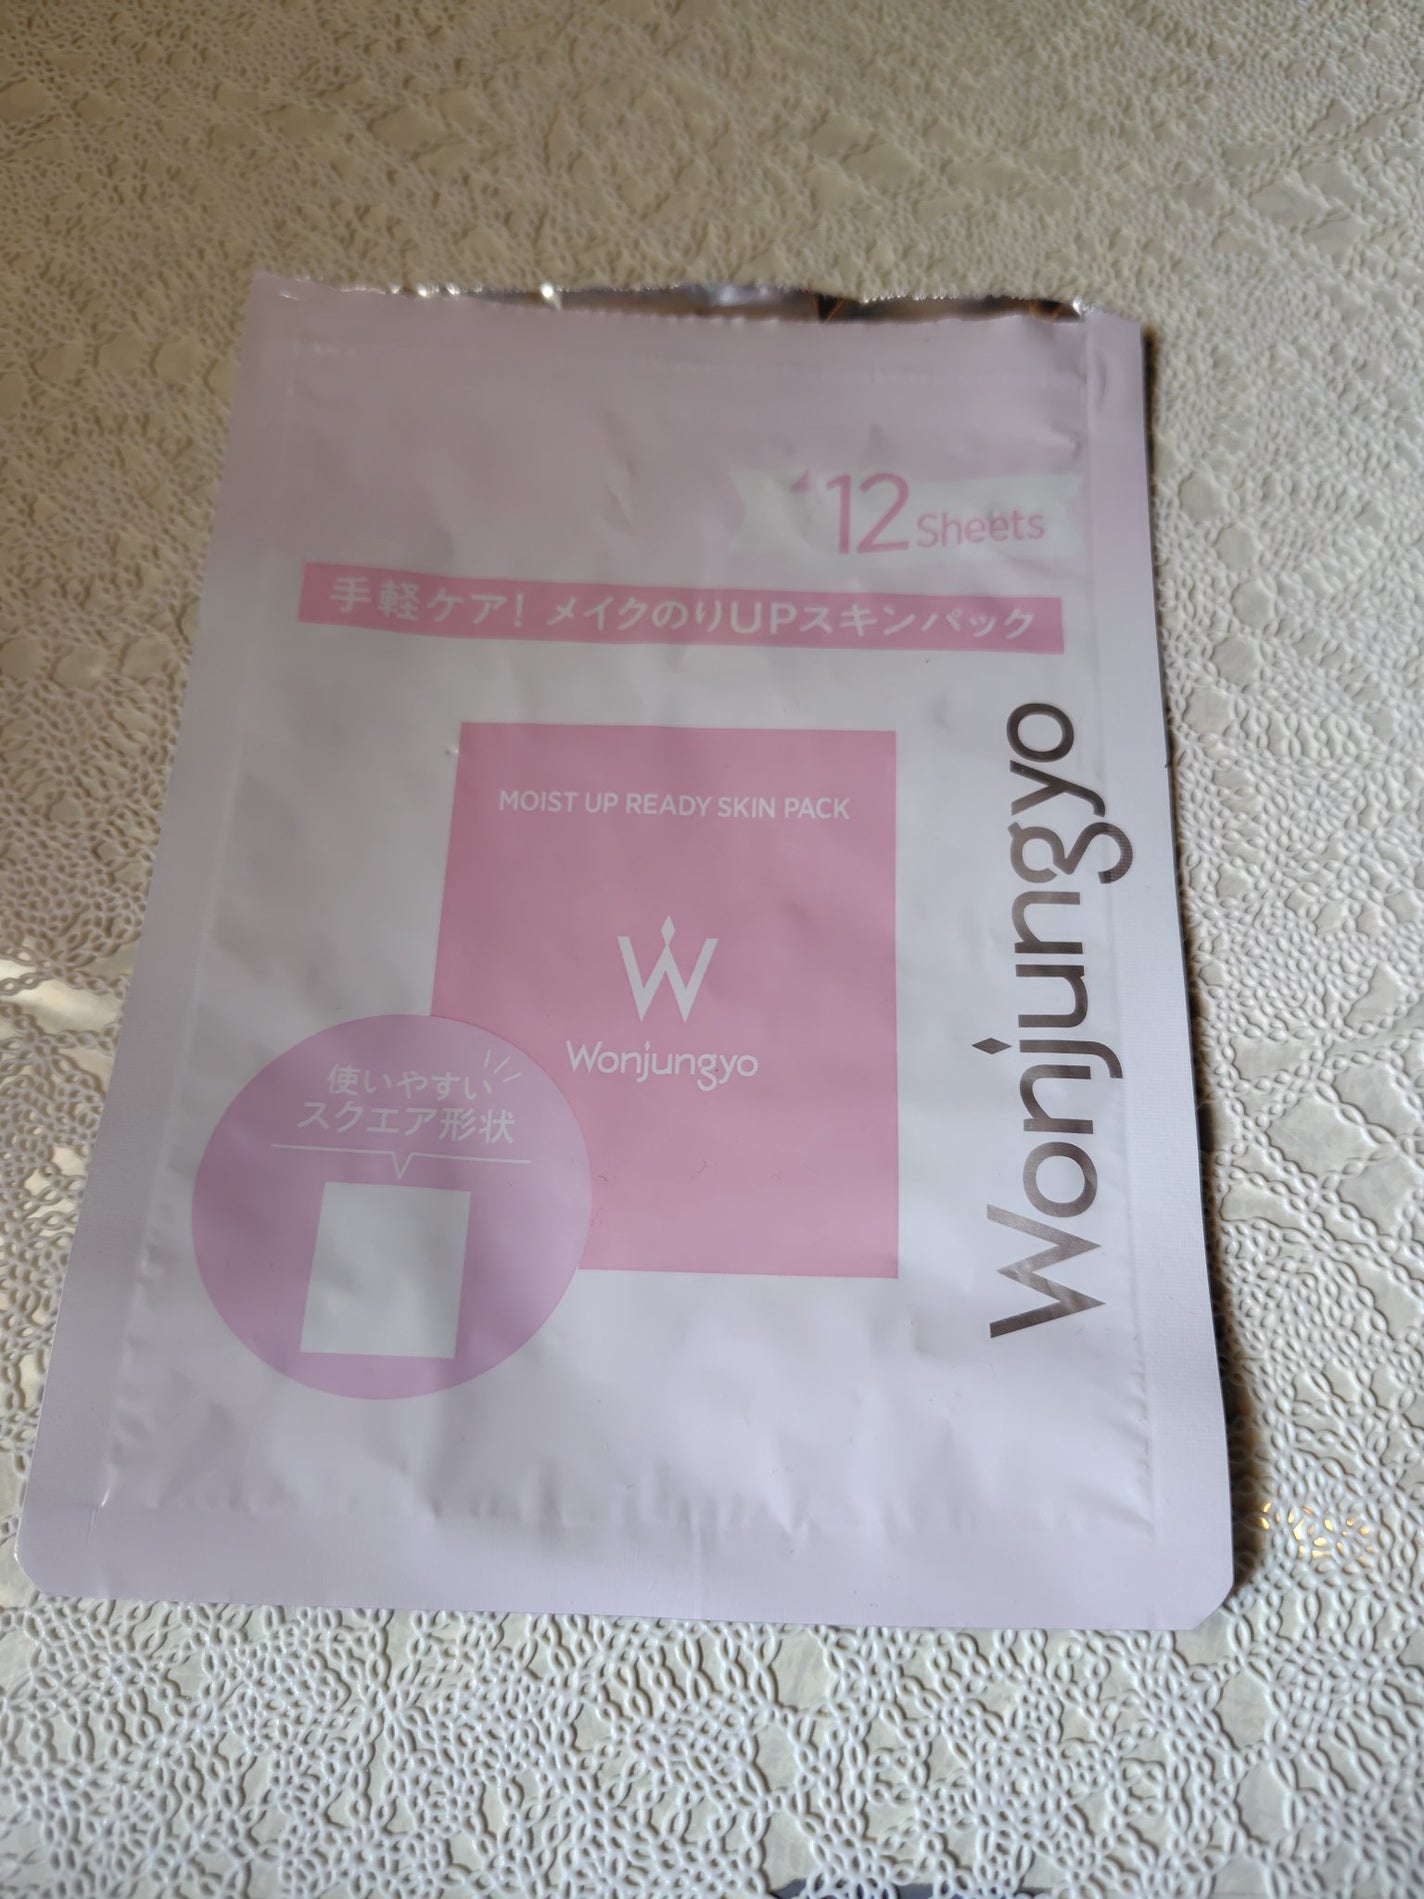 12 Sheets
手軽ケア！ メイクのりUPスキンパック
MOIST UP READY SKIN PACK
W
Wonjungyo
Wonjungyo
使いやすい
スクエア形状